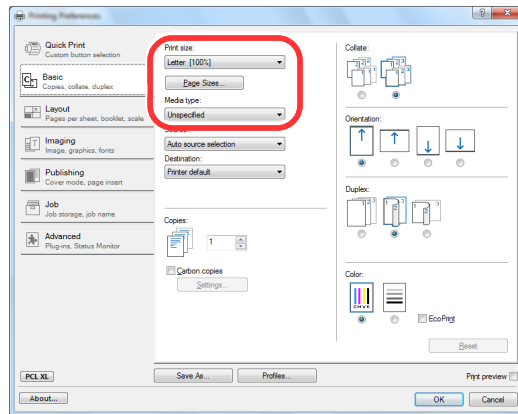 Printing Preferences
Quick Print
Custom button selection
Basic
Copies, collate, duplex
Layout
Pages per sheet, booklet, scale
Imaging
Image, graphics, fonts
Publishing
Cover mode, page insert
Job
Job storage, job name
Advanced
Plug-ins, Status Monitor
Print size:
Letter [100%]
Page Sizes...
Media type:
Unspecified
Auto source selection
Destination:
Printer default
Copies:
1
Carbon copies
Settings...
Collate:
Orientation:
Duplex:
Color:
CMYK
EcoPrint
Reset
PCL XL
Save As...
Profiles...
Print preview
About...
OK
Cancel